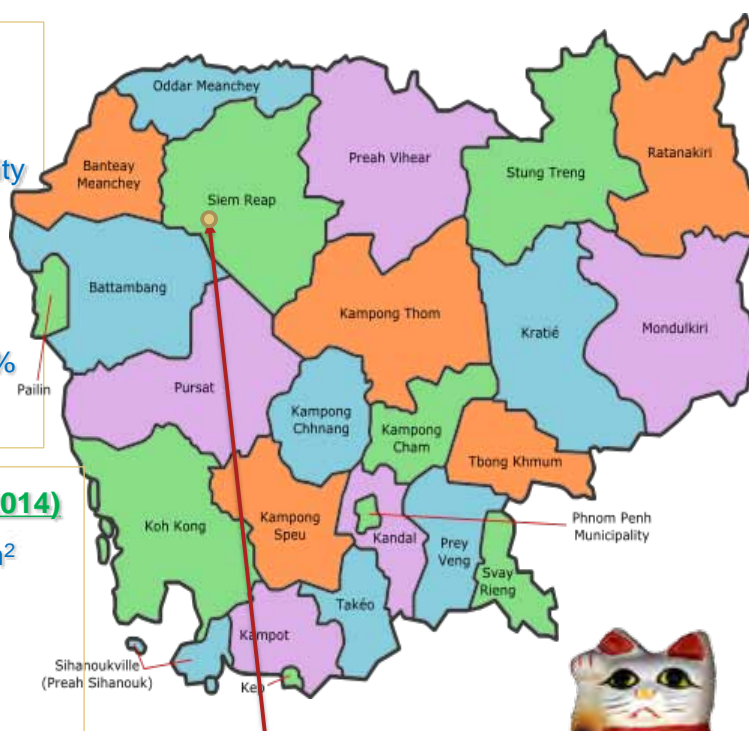 ity
%
014)
m²
Oddar Meanchey
Banteay
Meanchey
Siem Reap
Preah Vihear
Stung Treng
Ratanakiri
Battambang
Kampong Thom
Kratié
Mondulkiri
Pailin
Pursat
Kampong
Chhnang
Kampong
Cham
Tbong Khmum
Koh Kong
Kampong
Speu
Kandal
Prey
Veng
Svay
Rieng
Phnom Penh
Municipality
Takéo
Kampot
Sihanoukville
(Preah Sihanouk)
Kep